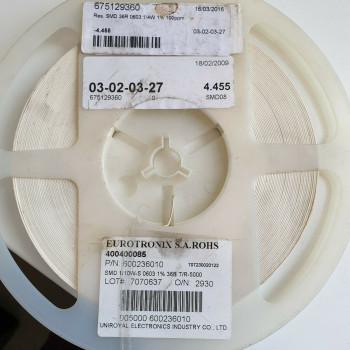 675129360 16/03/2016
Res. SMD 36R 0603 1/4W 1% 100ppm
-4.455 03-02-03-27
18/02/2009
03-02-03-27 4.455
675129360 SMD08
EUROTRONIX S.A.ROHS
400400085
P/N 600236010
SMD 1/10W-S 0603 1% 36R T/R-5000
LOT# 7070637 O/N 2930
005000 600236010
UNIROYAL ELECTRONICS INDUSTRY CO., LTD.